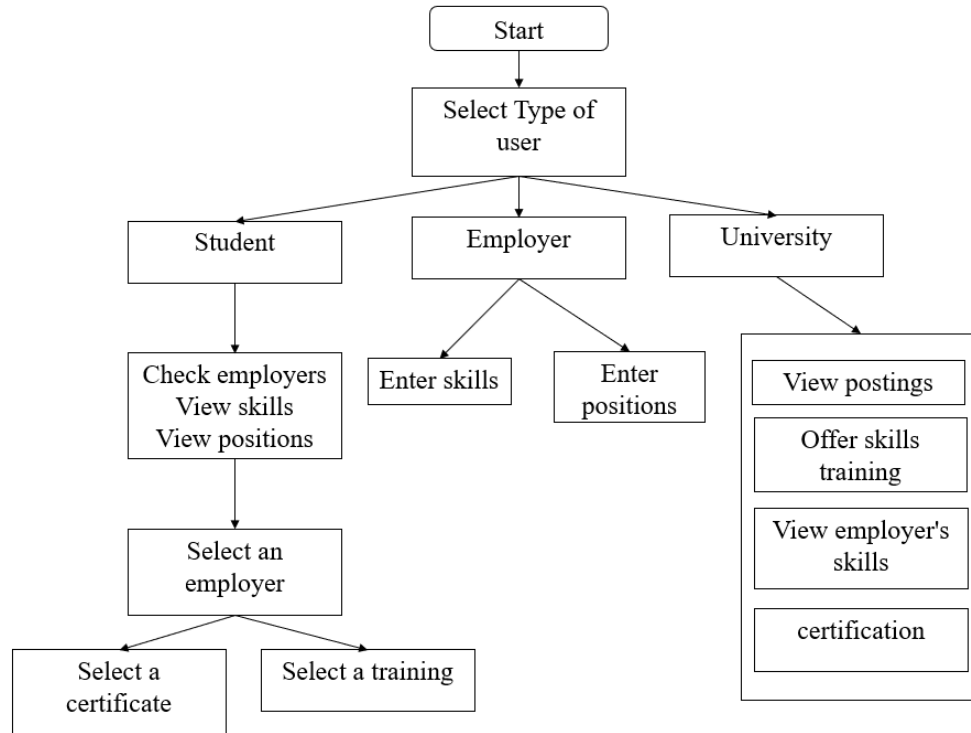 Start
Select Type of
user
Student
Employer
University
Check employers
View skills
View positions
Enter skills
Enter
positions
View postings
Offer skills
training
View employer's
skills
certification
Select an
employer
Select a
certificate
Select a training